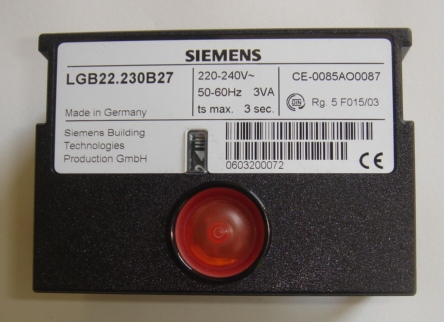 SIEMENS
LGB22.230B27
220-240V~
50-60Hz 3VA
ts max. 3 sec.
CE-0085AO0087
Rg. 5 F015/03
Made in Germany
Siemens Building
Technologies
Production GmbH
0603200072
CE